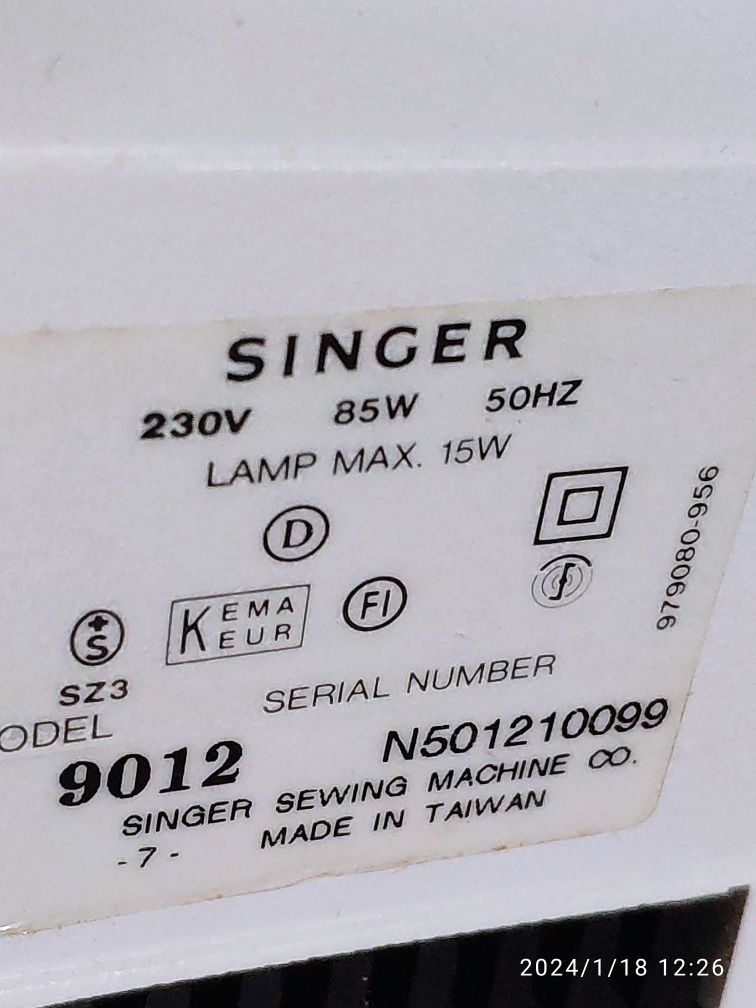 SINGER
230V 85W 50HZ
LAMP MAX. 15W
D
979080-956
+S
KEMA
EUR
FI
SZ3
ODEL
SERIAL NUMBER
9012
N501210099
SINGER SEWING MACHINE CO.
-7-
MADE IN TAIWAN
2024/1/18 12:26